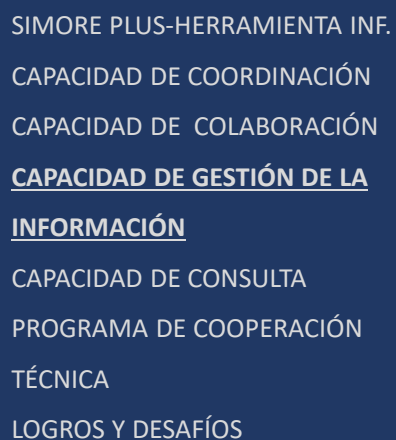 SIMORE PLUS-HERRAMIENTA INF.
CAPACIDAD DE COORDINACIÓN
CAPACIDAD DE COLABORACIÓN
CAPACIDAD DE GESTIÓN DE LA
INFORMACIÓN
CAPACIDAD DE CONSULTA
PROGRAMA DE COOPERACIÓN
TÉCNICA
LOGROS Y DESAFÍOS